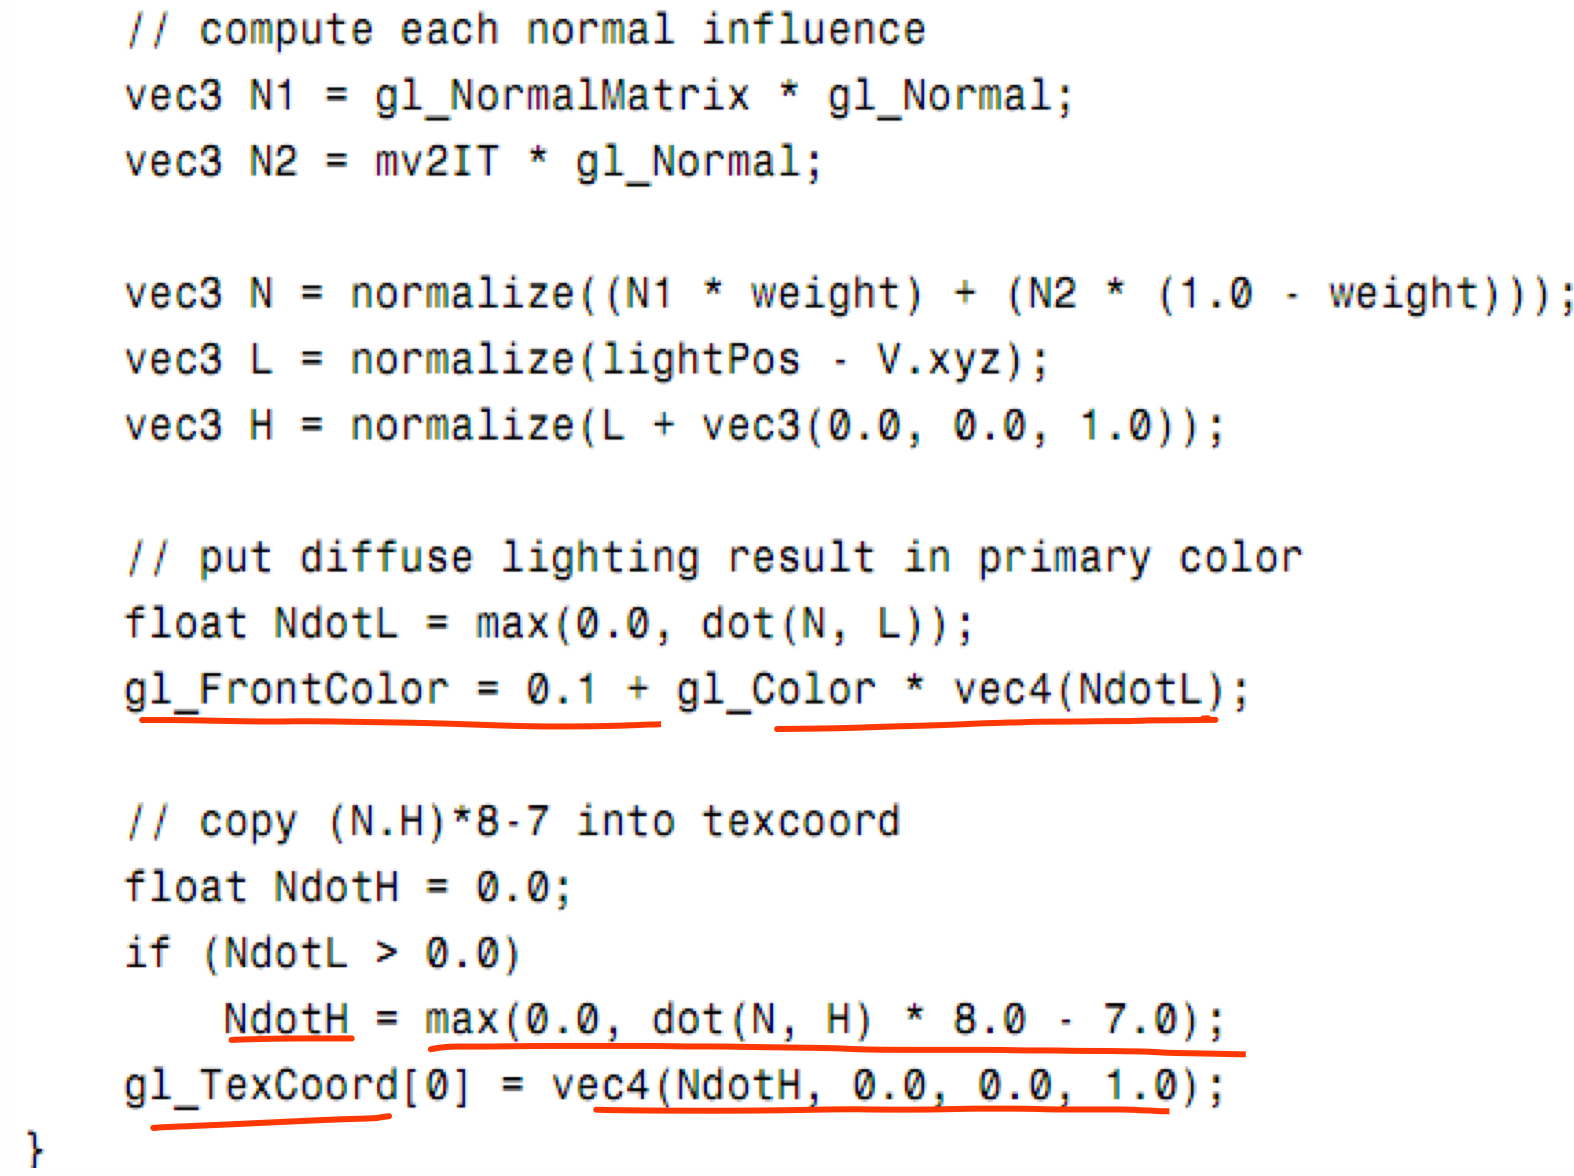 // compute each normal influence
vec3 N1 = gl_NormalMatrix * gl_Normal;
vec3 N2 = mv2IT * gl_Normal;
vec3 N = normalize((N1 * weight) + (N2 * (1.0 - weight)));
vec3 L = normalize(lightPos - V.xyz);
vec3 H = normalize(L + vec3(0.0, 0.0, 1.0));
// put diffuse lighting result in primary color
float NdotL = max(0.0, dot(N, L));
gl_FrontColor = 0.1 + gl_Color * vec4(NdotL);
// copy (N.H)*8-7 into texcoord
float NdotH = 0.0;
if (NdotL > 0.0)
NdotH = max(0.0, dot(N, H) * 8.0 - 7.0);
gl_TexCoord[0] = vec4(NdotH, 0.0, 0.0, 1.0);
}